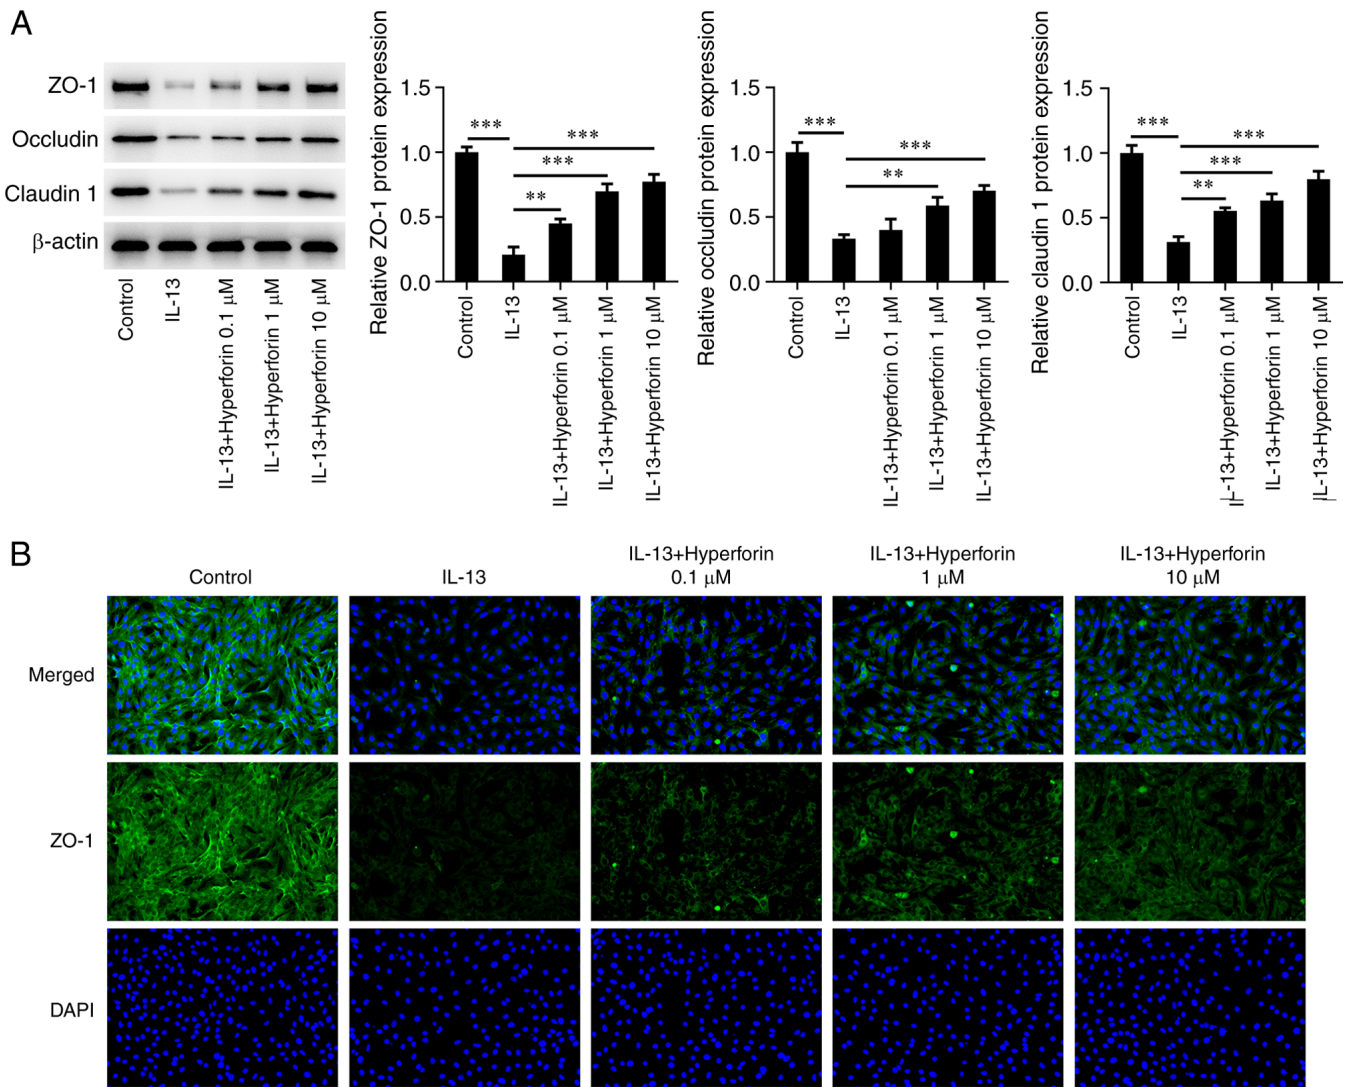 A
ZO-1
Occludin
Claudin 1
β-actin
Control
IL-13
IL-13+Hyperforin 0.1 μM
IL-13+Hyperforin 1 μM
IL-13+Hyperforin 10 μM
Relative ZO-1 protein expression
1.5
1.0
0.5
0.0
***
***
***
**
Control
IL-13
IL-13+Hyperforin 0.1 μM
IL-13+Hyperforin 1 μM
IL-13+Hyperforin 10 μM
Relative occludin protein expression
1.5
1.0
0.5
0.0
***
***
**
Control
IL-13
IL-13+Hyperforin 0.1 μM
IL-13+Hyperforin 1 μM
IL-13+Hyperforin 10 μM
Relative claudin 1 protein expression
1.5
1.0
0.5
0.0
***
***
***
**
Control
IL-13
IL-13+Hyperforin 0.1 μM
IL-13+Hyperforin 1 μM
IL-13+Hyperforin 10 μM
B
Control
IL-13
IL-13+Hyperforin
0.1 μM
IL-13+Hyperforin
1 μM
IL-13+Hyperforin
10 μM
Merged
ZO-1
DAPI